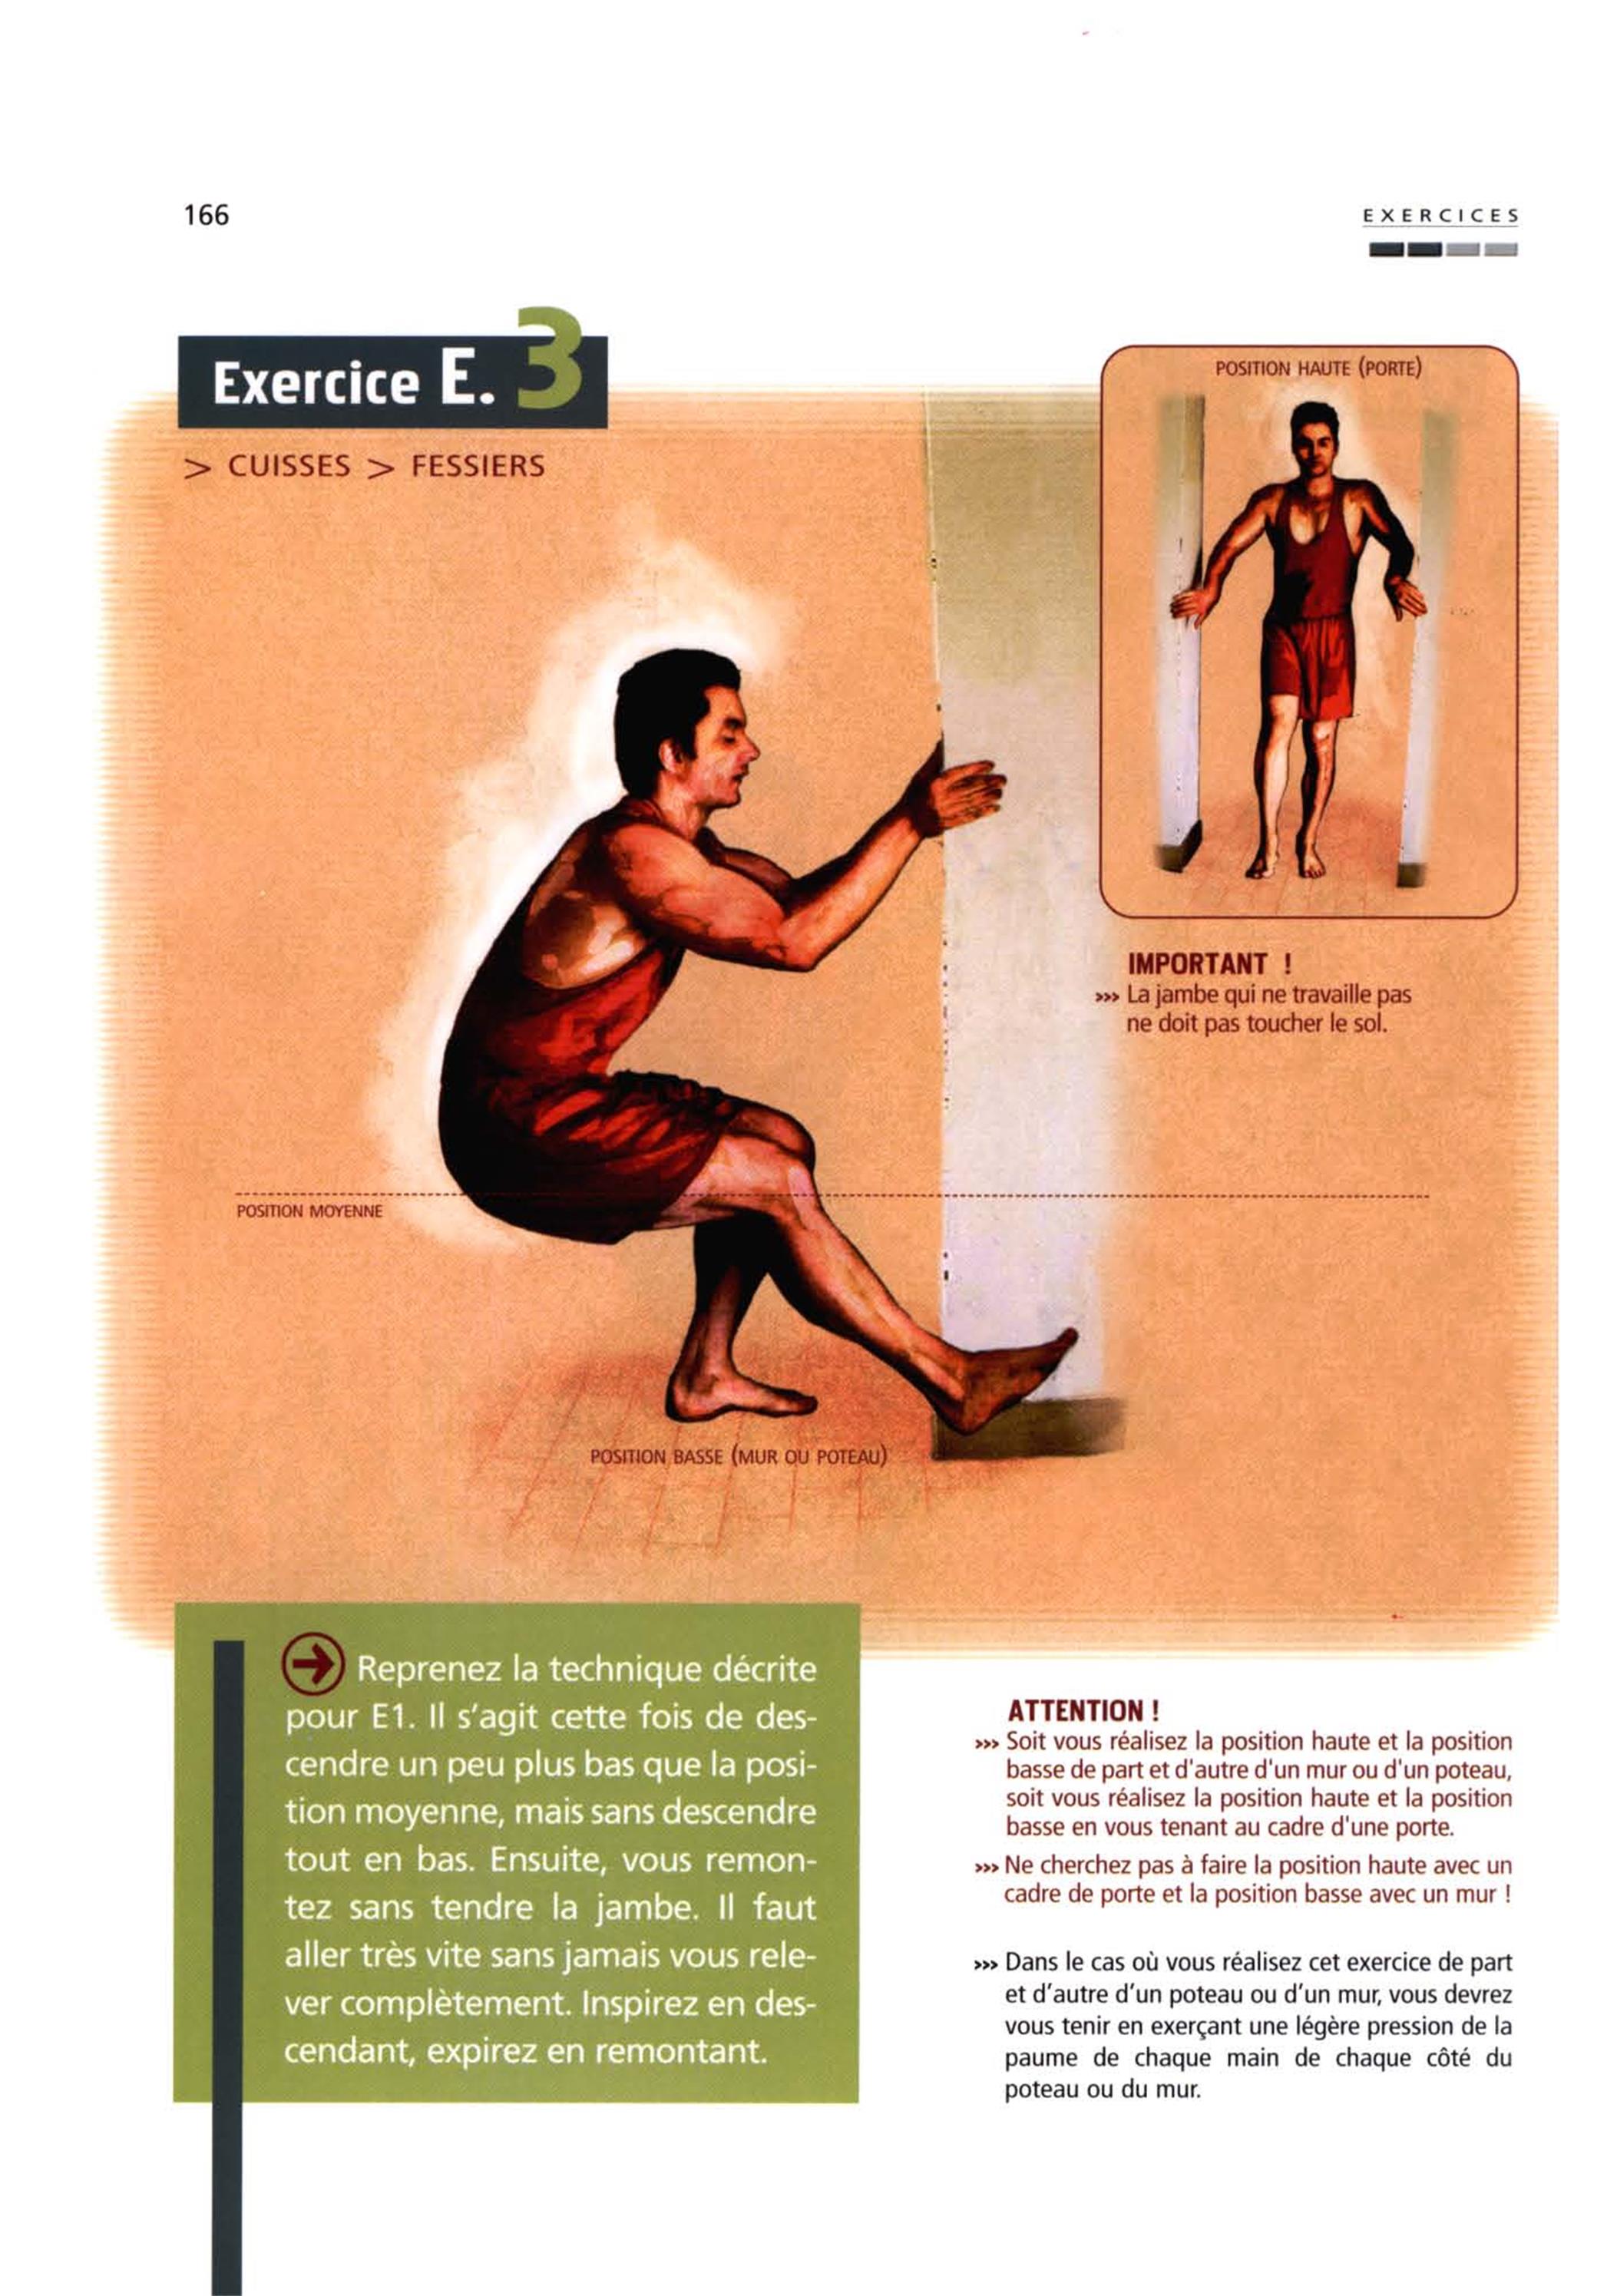 166
EXERCICES
Exercice E. 3
> CUISSES > FESSIERS
POSITION HAUTE (PORTE)
IMPORTANT !
»» La jambe qui ne travaille pas
ne doit pas toucher le sol.
POSITION MOYENNE
POSITION BASSE (MUR OU POTEAU)
Reprenez la technique décrite
pour E1. Il s'agit cette fois de des-
cendre un peu plus bas que la posi-
tion moyenne, mais sans descendre
tout en bas. Ensuite, vous remon-
tez sans tendre la jambe. Il faut
aller très vite sans jamais vous rele-
ver complètement. Inspirez en des-
cendant, expirez en remontant.
ATTENTION !
»» Soit vous réalisez la position haute et la position
basse de part et d'autre d'un mur ou d'un poteau,
soit vous réalisez la position haute et la position
basse en vous tenant au cadre d'une porte.
»» Ne cherchez pas à faire la position haute avec un
cadre de porte et la position basse avec un mur !
»» Dans le cas où vous réalisez cet exercice de part
et d'autre d'un poteau ou d'un mur, vous devrez
vous tenir en exerçant une légère pression de la
paume de chaque main de chaque côté du
poteau ou du mur.